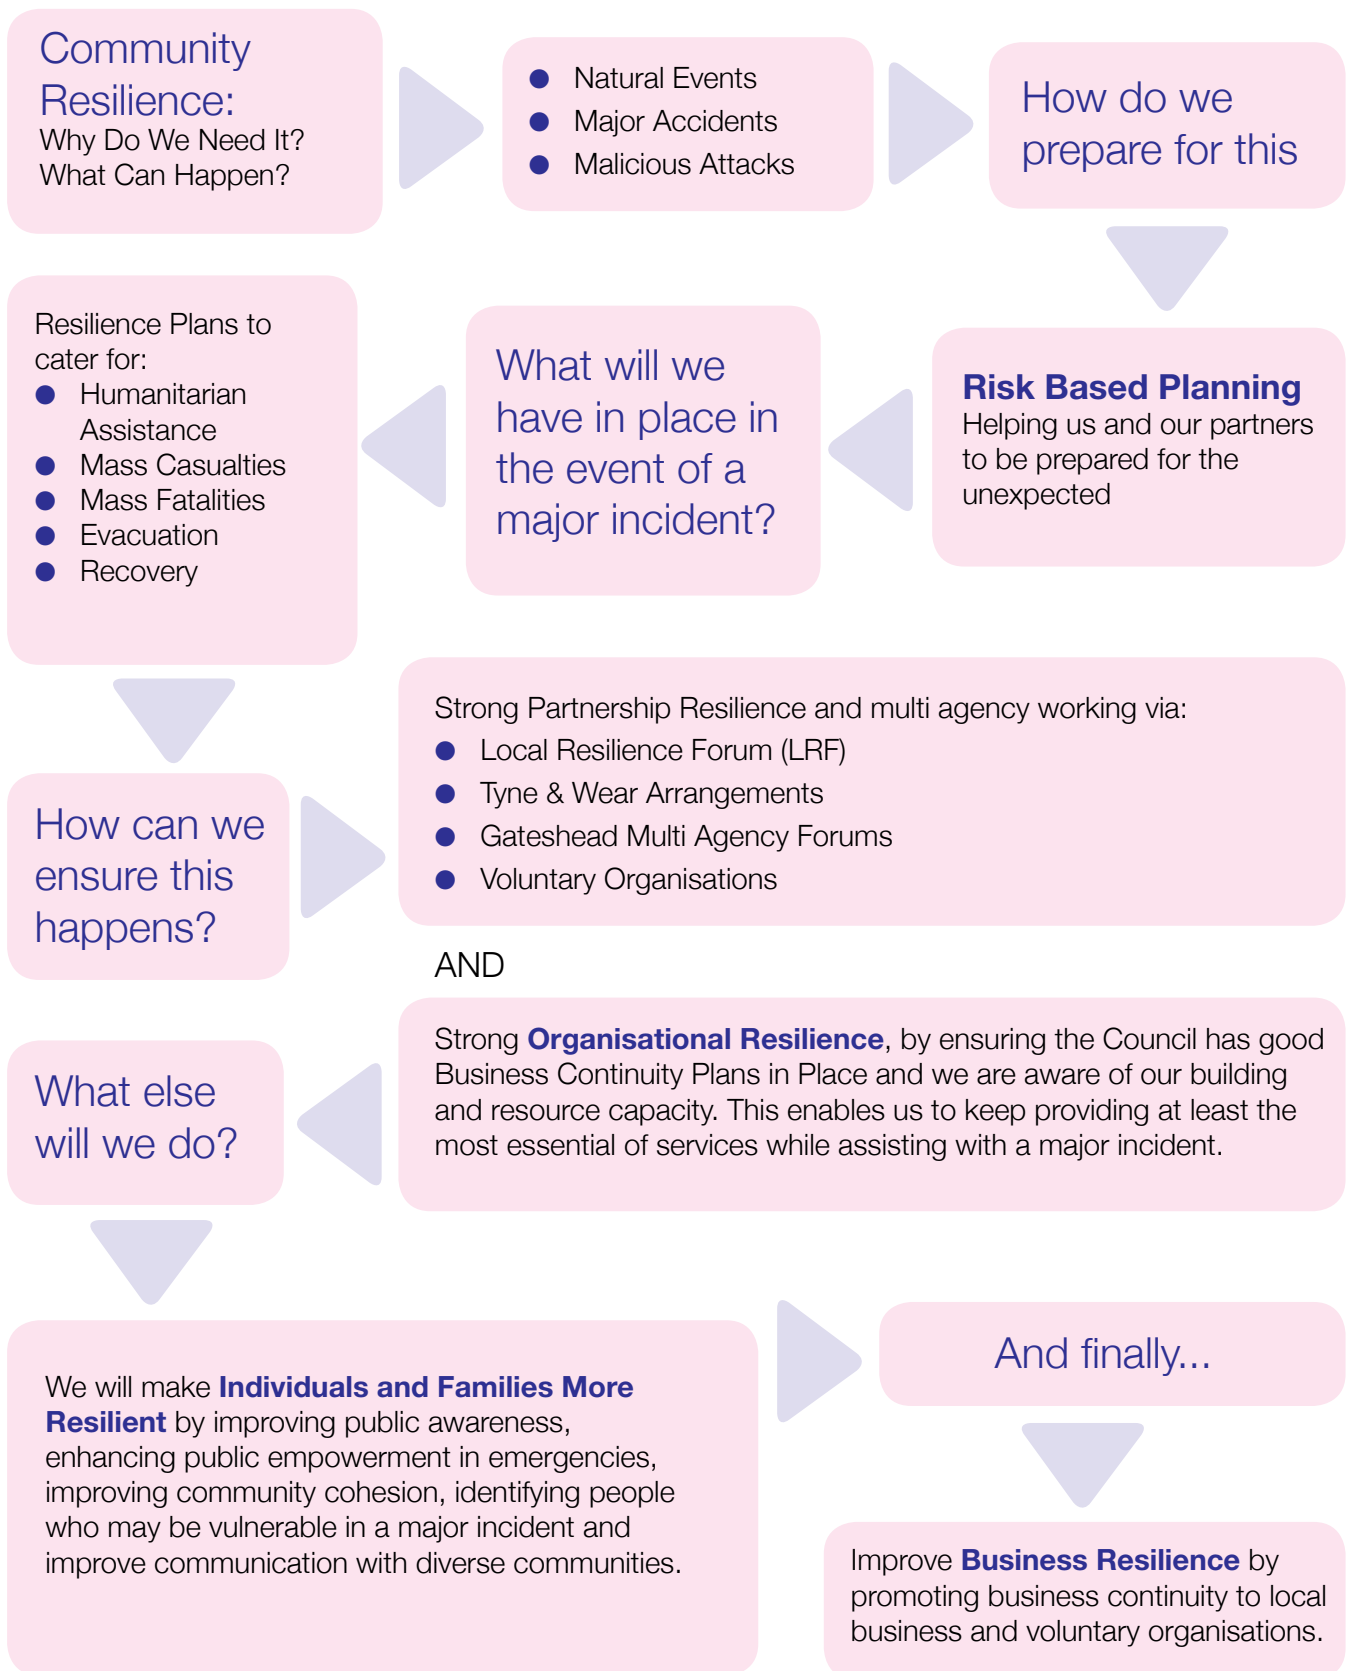 Community
Resilience:
Why Do We Need It?
What Can Happen?
● Natural Events
● Major Accidents
● Malicious Attacks
How do we
prepare for this
Risk Based Planning
Helping us and our partners
to be prepared for the
unexpected
What will we
have in place in
the event of a
major incident?
Resilience Plans to
cater for:
● Humanitarian
Assistance
● Mass Casualties
● Mass Fatalities
● Evacuation
● Recovery
How can we
ensure this
happens?
Strong Partnership Resilience and multi agency working via:
● Local Resilience Forum (LRF)
● Tyne & Wear Arrangements
● Gateshead Multi Agency Forums
● Voluntary Organisations
AND
Strong Organisational Resilience, by ensuring the Council has good
Business Continuity Plans in Place and we are aware of our building
and resource capacity. This enables us to keep providing at least the
most essential of services while assisting with a major incident.
What else
will we do?
We will make Individuals and Families More
Resilient by improving public awareness,
enhancing public empowerment in emergencies,
improving community cohesion, identifying people
who may be vulnerable in a major incident and
improve communication with diverse communities.
And finally...
Improve Business Resilience by
promoting business continuity to local
business and voluntary organisations.